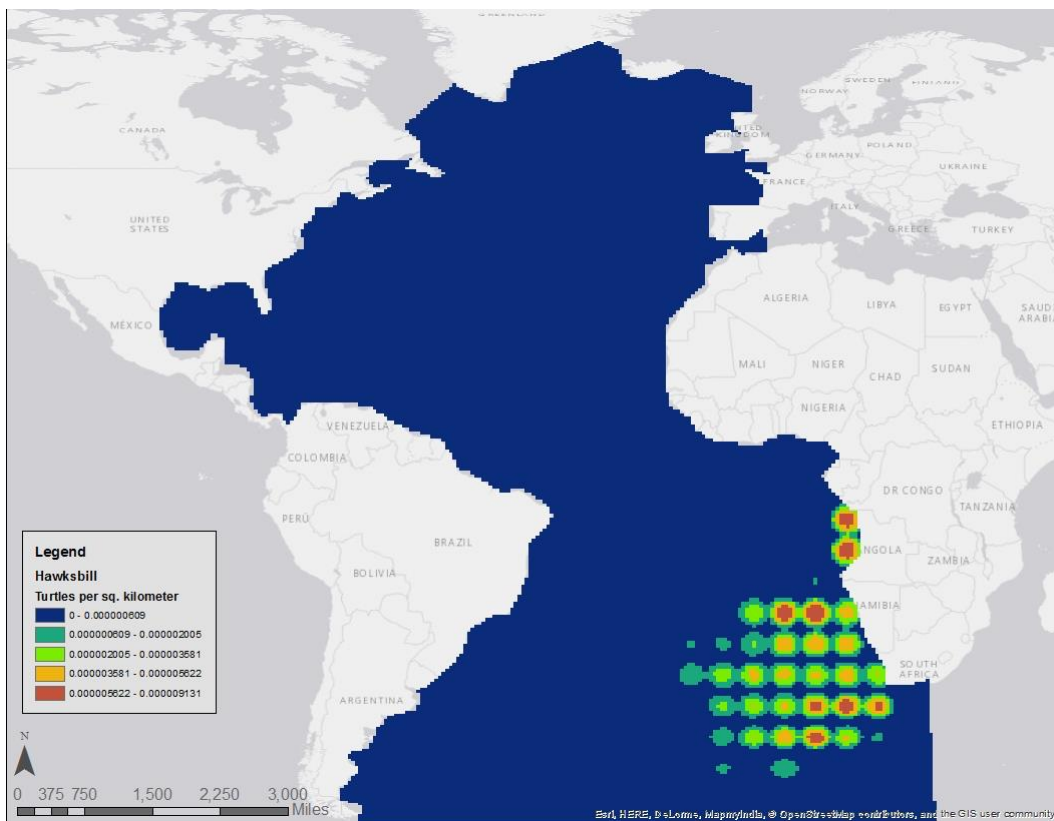 GREENLAND
SWEDEN
FINLAND
NORWAY
CANADA
UNITED
KINGDOM
POLAND
GERMANY
UKRAINE
FRANCE
ITALY
UNITED
STATES
GREECE
TURKEY
ALGERIA
LIBYA
EGYPT
SAUDI
ARABIA
MÉXICO
MALI
NIGER
SUDAN
CHAD
NIGERIA
ETHIOPIA
VENEZUELA
COLOMBIA
DR CONGO
TANZANIA
PERÚ
BRAZIL
ANGOLA
ZAMBIA
BOLIVIA
NAMIBIA
SOUTH
AFRICA
ARGENTINA
Legend
Hawksbill
Turtles per sq. kilometer
0 - 0.000000609
0.000000609 - 0.000002005
0.000002005 - 0.000003581
0.000003581 - 0.000005622
0.000005622 - 0.000009131
N
0 375 750 1,500 2,250 3,000
Miles
Esri, HERE, DeLorme, MapmyIndia, © OpenStreetMap contributors, and the GIS user community